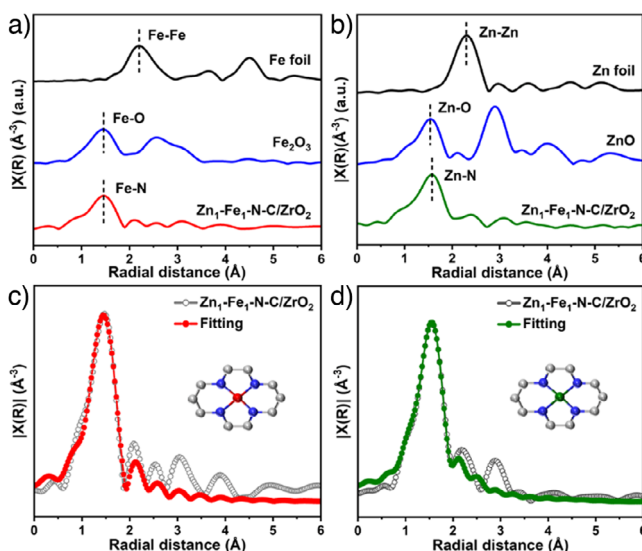 a)
Fe-Fe
Fe foil
Fe-O
Fe₂O₃
Fe-N
Zn₁-Fe₁-N-C/ZrO₂
|X(R) (Å⁻³) (a.u.)
0 1 2 3 4 5 6
Radial distance (Å)
b)
Zn-Zn
Zn foil
Zn-O
ZnO
Zn-N
Zn₁-Fe₁-N-C/ZrO₂
|X(R)|(Å⁻³) (a.u.)
0 1 2 3 4 5 6
Radial distance (Å)
c)
Zn₁-Fe₁-N-C/ZrO₂
Fitting
|X(R)| (Å⁻³)
0 1 2 3 4 5 6
Radial distance (Å)
d)
Zn₁-Fe₁-N-C/ZrO₂
Fitting
|X(R)| (Å⁻³)
0 1 2 3 4 5 6
Radial distance (Å)